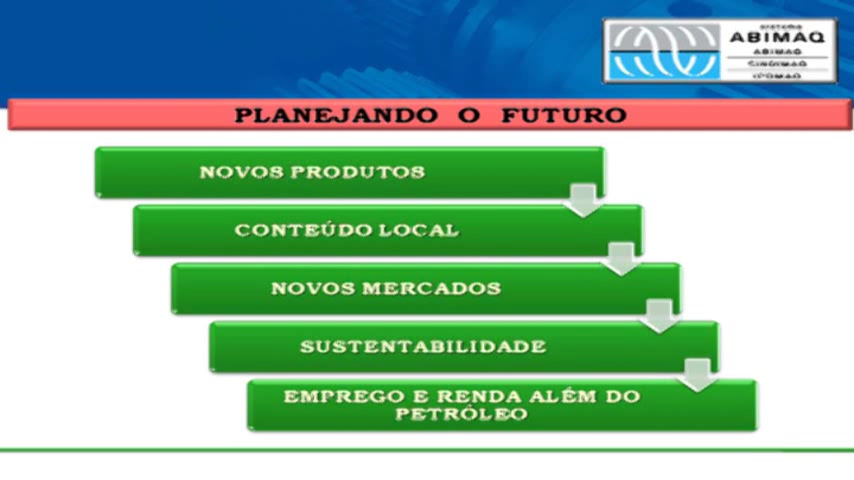 SISTEMA
ABIMAQ
ABIMAQ
SINDIMAQ
IPDMAQ
PLANEJANDO O FUTURO
NOVOS PRODUTOS
CONTEÚDO LOCAL
NOVOS MERCADOS
SUSTENTABILIDADE
EMPREGO E RENDA ALÉM DO
PETRÓLEO